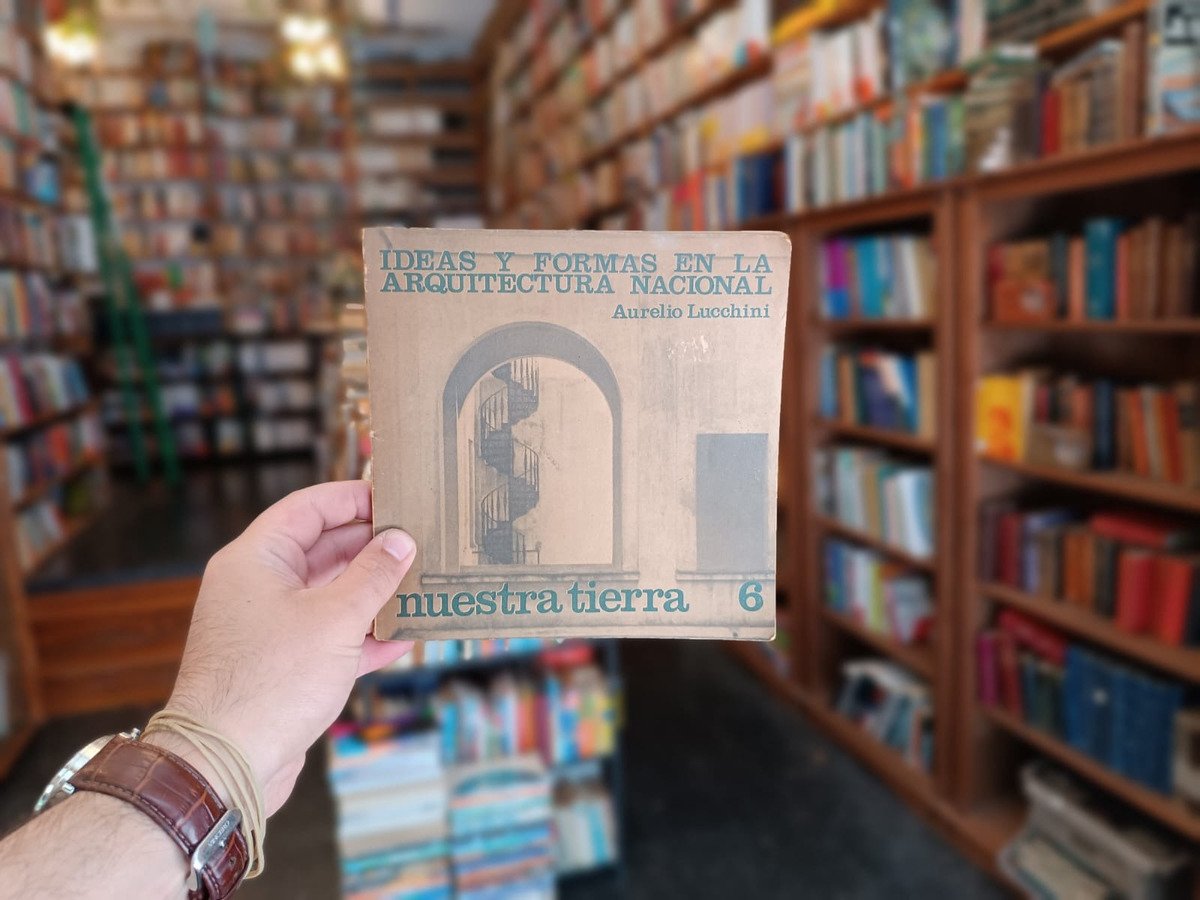 IDEAS Y FORMAS EN LA
ARQUITECTURA NACIONAL
Aurelio Lucchini
nuestra tierra 6